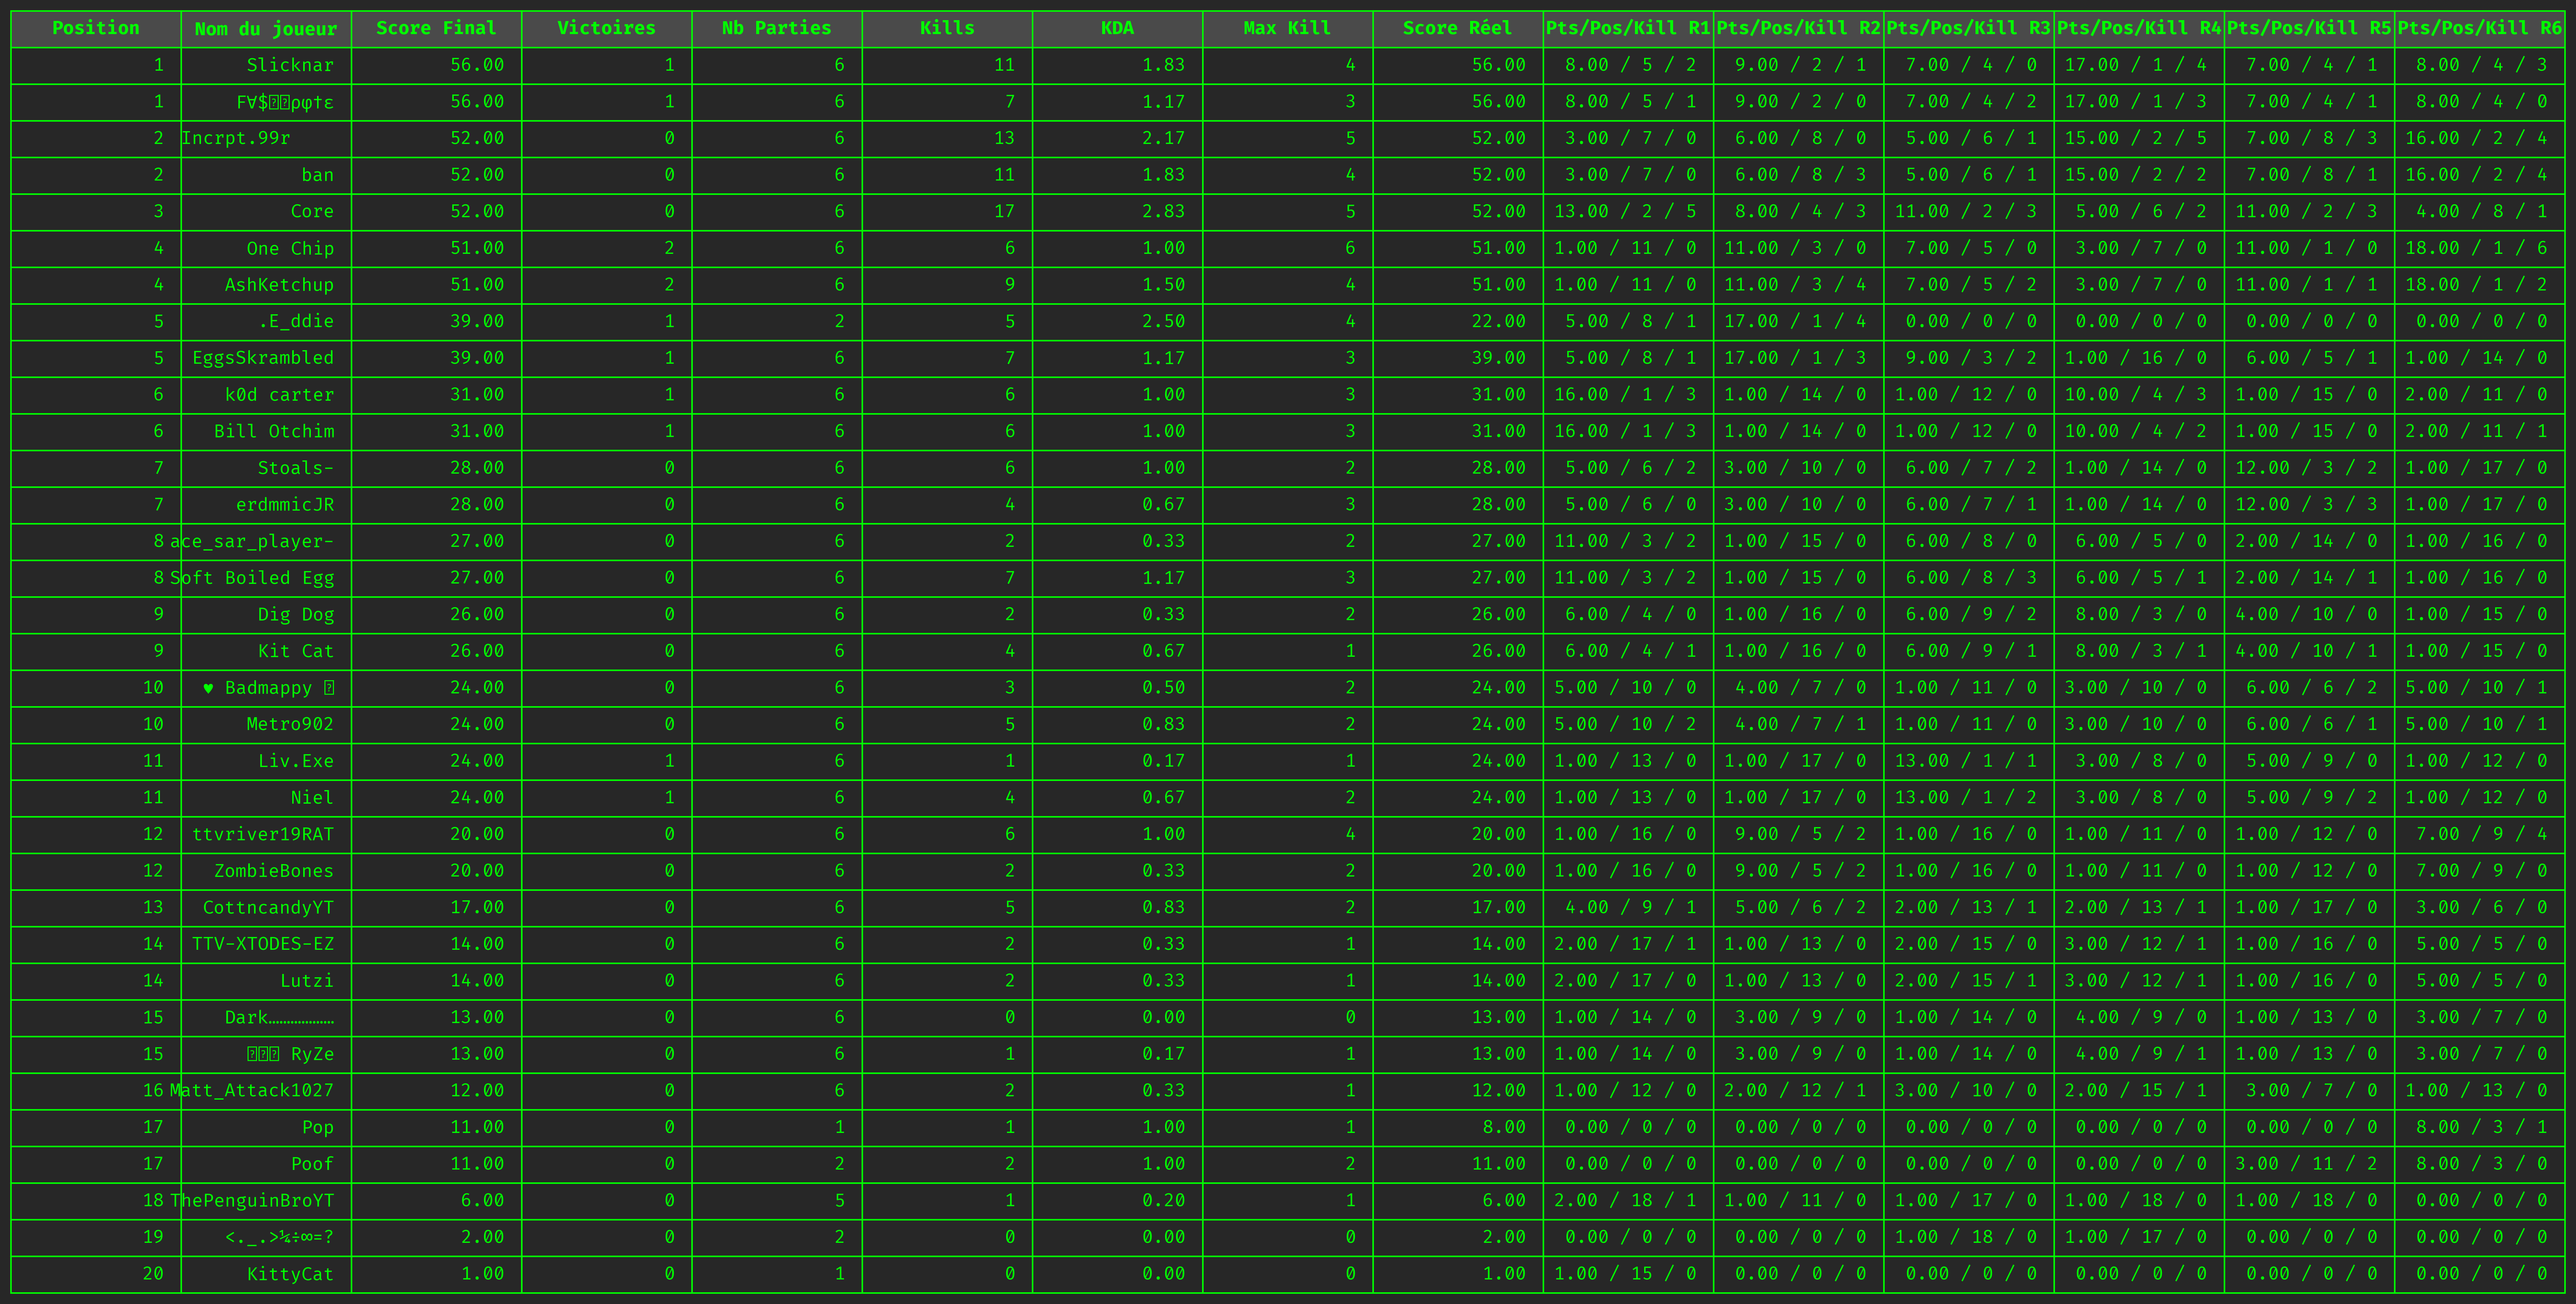 Position Nom du joueur Score Final Victoires Nb Parties Kills KDA Max Kill Score Réel Pts/Pos/Kill R1 Pts/Pos/Kill R2 Pts/Pos/Kill R3 Pts/Pos/Kill R4 Pts/Pos/Kill R5 Pts/Pos/Kill R6
1 Slicknar 56.00 1 6 11 1.83 4 56.00 8.00 / 5 / 2 9.00 / 2 / 1 7.00 / 4 / 0 17.00 / 1 / 4 7.00 / 4 / 1 8.00 / 4 / 3
1 F∀$⍰⍰ρφ†ε 56.00 1 6 7 1.17 3 56.00 8.00 / 5 / 1 9.00 / 2 / 0 7.00 / 4 / 2 17.00 / 1 / 3 7.00 / 4 / 1 8.00 / 4 / 0
2 Incrpt.99r 52.00 0 6 13 2.17 5 52.00 3.00 / 7 / 0 6.00 / 8 / 0 5.00 / 6 / 1 15.00 / 2 / 5 7.00 / 8 / 3 16.00 / 2 / 4
2 ban 52.00 0 6 11 1.83 4 52.00 3.00 / 7 / 0 6.00 / 8 / 3 5.00 / 6 / 1 15.00 / 2 / 2 7.00 / 8 / 1 16.00 / 2 / 4
3 Core 52.00 0 6 17 2.83 5 52.00 13.00 / 2 / 5 8.00 / 4 / 3 11.00 / 2 / 3 5.00 / 6 / 2 11.00 / 2 / 3 4.00 / 8 / 1
4 One Chip 51.00 2 6 6 1.00 6 51.00 1.00 / 11 / 0 11.00 / 3 / 0 7.00 / 5 / 0 3.00 / 7 / 0 11.00 / 1 / 0 18.00 / 1 / 6
4 AshKetchup 51.00 2 6 9 1.50 4 51.00 1.00 / 11 / 0 11.00 / 3 / 4 7.00 / 5 / 2 3.00 / 7 / 0 11.00 / 1 / 1 18.00 / 1 / 2
5 .E_ddie 39.00 1 2 5 2.50 4 22.00 5.00 / 8 / 1 17.00 / 1 / 4 0.00 / 0 / 0 0.00 / 0 / 0 0.00 / 0 / 0 0.00 / 0 / 0
5 EggsSkrambled 39.00 1 6 7 1.17 3 39.00 5.00 / 8 / 1 17.00 / 1 / 3 9.00 / 3 / 2 1.00 / 16 / 0 6.00 / 5 / 1 1.00 / 14 / 0
6 k0d carter 31.00 1 6 6 1.00 3 31.00 16.00 / 1 / 3 1.00 / 14 / 0 1.00 / 12 / 0 10.00 / 4 / 3 1.00 / 15 / 0 2.00 / 11 / 0
6 Bill Otchim 31.00 1 6 6 1.00 3 31.00 16.00 / 1 / 3 1.00 / 14 / 0 1.00 / 12 / 0 10.00 / 4 / 2 1.00 / 15 / 0 2.00 / 11 / 1
7 Stoals- 28.00 0 6 6 1.00 2 28.00 5.00 / 6 / 2 3.00 / 10 / 0 6.00 / 7 / 2 1.00 / 14 / 0 12.00 / 3 / 2 1.00 / 17 / 0
7 erdmmicJR 28.00 0 6 4 0.67 3 28.00 5.00 / 6 / 0 3.00 / 10 / 0 6.00 / 7 / 1 1.00 / 14 / 0 12.00 / 3 / 3 1.00 / 17 / 0
8 ace_sar_player- 27.00 0 6 2 0.33 2 27.00 11.00 / 3 / 2 1.00 / 15 / 0 6.00 / 8 / 0 6.00 / 5 / 0 2.00 / 14 / 0 1.00 / 16 / 0
8 Soft Boiled Egg 27.00 0 6 7 1.17 3 27.00 11.00 / 3 / 2 1.00 / 15 / 0 6.00 / 8 / 3 6.00 / 5 / 1 2.00 / 14 / 1 1.00 / 16 / 0
9 Dig Dog 26.00 0 6 2 0.33 2 26.00 6.00 / 4 / 0 1.00 / 16 / 0 6.00 / 9 / 2 8.00 / 3 / 0 4.00 / 10 / 0 1.00 / 15 / 0
9 Kit Cat 26.00 0 6 4 0.67 1 26.00 6.00 / 4 / 1 1.00 / 16 / 0 6.00 / 9 / 1 8.00 / 3 / 1 4.00 / 10 / 1 1.00 / 15 / 0
10 ♥ Badmappy ⍰ 24.00 0 6 3 0.50 2 24.00 5.00 / 10 / 0 4.00 / 7 / 0 1.00 / 11 / 0 3.00 / 10 / 0 6.00 / 6 / 2 5.00 / 10 / 1
10 Metro902 24.00 0 6 5 0.83 2 24.00 5.00 / 10 / 2 4.00 / 7 / 1 1.00 / 11 / 0 3.00 / 10 / 0 6.00 / 6 / 1 5.00 / 10 / 1
11 Liv.Exe 24.00 1 6 1 0.17 1 24.00 1.00 / 13 / 0 1.00 / 17 / 0 13.00 / 1 / 1 3.00 / 8 / 0 5.00 / 9 / 0 1.00 / 12 / 0
11 Niel 24.00 1 6 4 0.67 2 24.00 1.00 / 13 / 0 1.00 / 17 / 0 13.00 / 1 / 2 3.00 / 8 / 0 5.00 / 9 / 2 1.00 / 12 / 0
12 ttvriver19RAT 20.00 0 6 6 1.00 4 20.00 1.00 / 16 / 0 9.00 / 5 / 2 1.00 / 16 / 0 1.00 / 11 / 0 1.00 / 12 / 0 7.00 / 9 / 4
12 ZombieBones 20.00 0 6 2 0.33 2 20.00 1.00 / 16 / 0 9.00 / 5 / 2 1.00 / 16 / 0 1.00 / 11 / 0 1.00 / 12 / 0 7.00 / 9 / 0
13 CottncandyYT 17.00 0 6 5 0.83 2 17.00 4.00 / 9 / 1 5.00 / 6 / 2 2.00 / 13 / 1 2.00 / 13 / 1 1.00 / 17 / 0 3.00 / 6 / 0
14 TTV-XTODES-EZ 14.00 0 6 2 0.33 1 14.00 2.00 / 17 / 1 1.00 / 13 / 0 2.00 / 15 / 0 3.00 / 12 / 1 1.00 / 16 / 0 5.00 / 5 / 0
14 Lutzi 14.00 0 6 2 0.33 1 14.00 2.00 / 17 / 0 1.00 / 13 / 0 2.00 / 15 / 1 3.00 / 12 / 1 1.00 / 16 / 0 5.00 / 5 / 0
15 Dark……………… 13.00 0 6 0 0.00 0 13.00 1.00 / 14 / 0 3.00 / 9 / 0 1.00 / 14 / 0 4.00 / 9 / 0 1.00 / 13 / 0 3.00 / 7 / 0
15 ⍰⍰⍰ RyZe 13.00 0 6 1 0.17 1 13.00 1.00 / 14 / 0 3.00 / 9 / 0 1.00 / 14 / 0 4.00 / 9 / 1 1.00 / 13 / 0 3.00 / 7 / 0
16 Matt_Attack1027 12.00 0 6 2 0.33 1 12.00 1.00 / 12 / 0 2.00 / 12 / 1 3.00 / 10 / 0 2.00 / 15 / 1 3.00 / 7 / 0 1.00 / 13 / 0
17 Pop 11.00 0 1 1 1.00 1 8.00 0.00 / 0 / 0 0.00 / 0 / 0 0.00 / 0 / 0 0.00 / 0 / 0 0.00 / 0 / 0 8.00 / 3 / 1
17 Poof 11.00 0 2 2 1.00 2 11.00 0.00 / 0 / 0 0.00 / 0 / 0 0.00 / 0 / 0 0.00 / 0 / 0 3.00 / 11 / 2 8.00 / 3 / 0
18 ThePenguinBroYT 6.00 0 5 1 0.20 1 6.00 2.00 / 18 / 1 1.00 / 11 / 0 1.00 / 17 / 0 1.00 / 18 / 0 1.00 / 18 / 0 0.00 / 0 / 0
19 <._.>¼÷∞=? 2.00 0 2 0 0.00 0 2.00 0.00 / 0 / 0 0.00 / 0 / 0 1.00 / 18 / 0 1.00 / 17 / 0 0.00 / 0 / 0 0.00 / 0 / 0
20 KittyCat 1.00 0 1 0 0.00 0 1.00 1.00 / 15 / 0 0.00 / 0 / 0 0.00 / 0 / 0 0.00 / 0 / 0 0.00 / 0 / 0 0.00 / 0 / 0